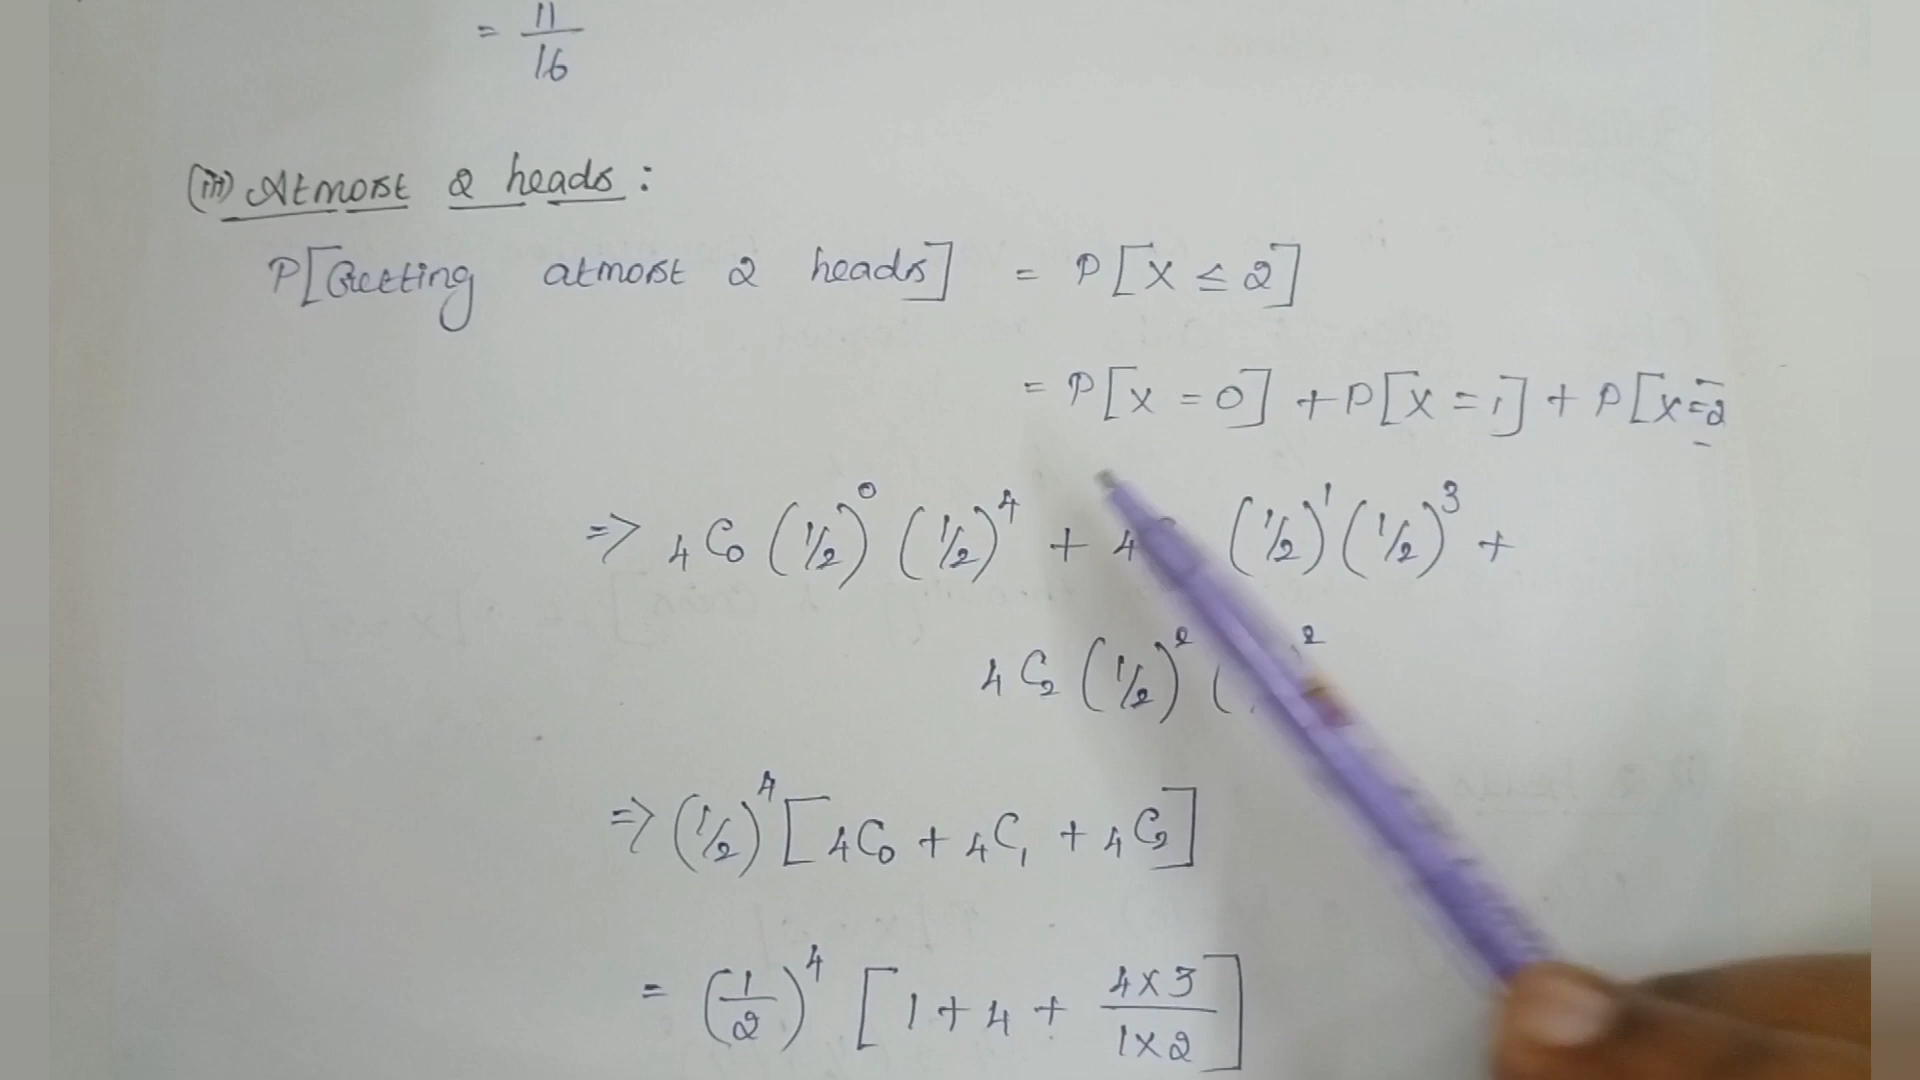 = 11/16
(iii) Atmost 2 heads :
P[Getting atmost 2 heads] = P[X ≤ 2]
= P[X = 0] + P[X = 1] + P[X = 2
=> 4C₀ (1/2)⁰ (1/2)⁴ + 4 (1/2)¹ (1/2)³ +
4C₂ (1/2)² ( ²
=> (1/2)⁴ [4C₀ + 4C₁ + 4C₂]
= (1/2)⁴ [1 + 4 + 4×3/1×2]